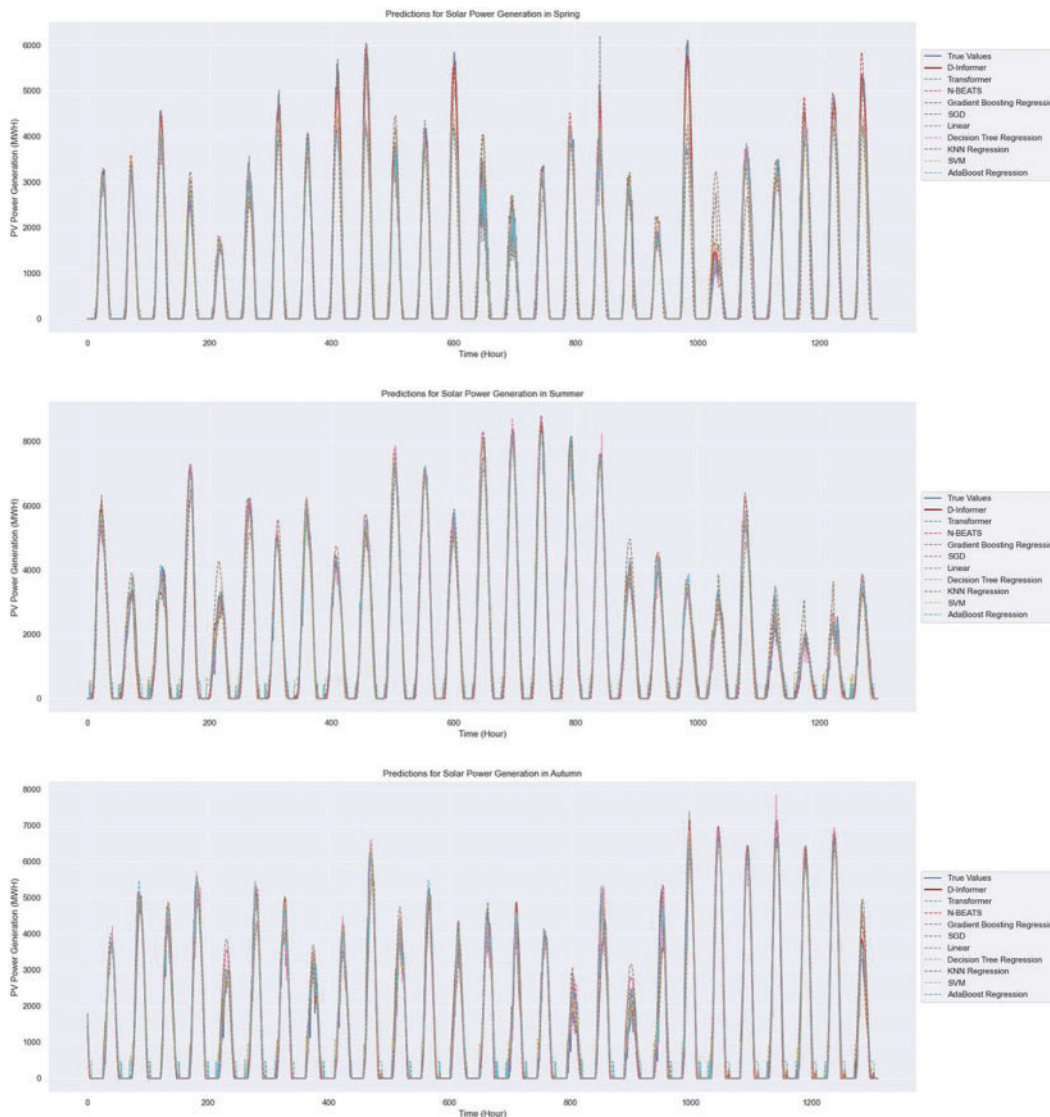 Predictions for Solar Power Generation in Spring
PV Power Generation (MWH)
6000
5000
4000
3000
2000
1000
0
0 200 400 600 800 1000 1200
Time (Hour)
True Values
D-Informer
Transformer
N-BEATS
Gradient Boosting Regressio
SGD
Linear
Decision Tree Regression
KNN Regression
SVM
AdaBoost Regression
Predictions for Solar Power Generation in Summer
PV Power Generation (MWH)
8000
6000
4000
2000
0
0 200 400 600 800 1000 1200
Time (Hour)
True Values
D-Informer
Transformer
N-BEATS
Gradient Boosting Regressio
SGD
Linear
Decision Tree Regression
KNN Regression
SVM
AdaBoost Regression
Predictions for Solar Power Generation in Autumn
PV Power Generation (MWH)
8000
7000
6000
5000
4000
3000
2000
1000
0
0 200 400 600 800 1000 1200
Time (Hour)
True Values
D-Informer
Transformer
N-BEATS
Gradient Boosting Regressio
SGD
Linear
Decision Tree Regression
KNN Regression
SVM
AdaBoost Regression